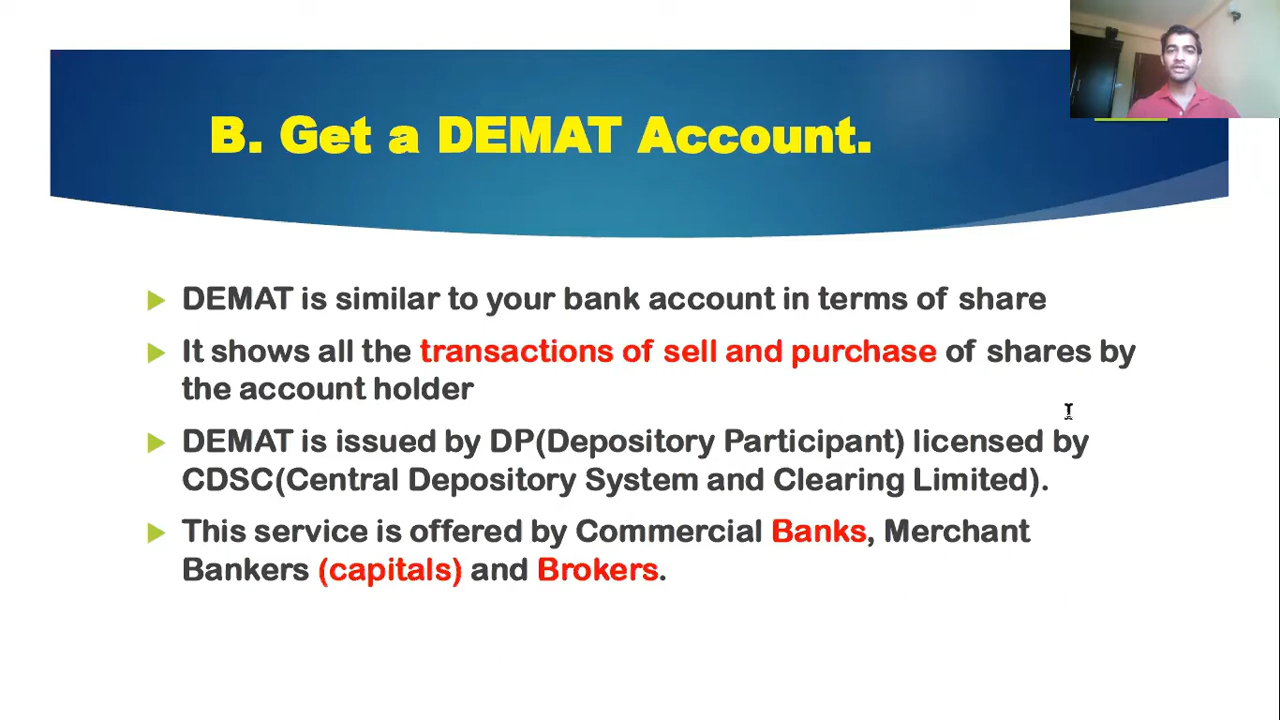 B. Get a DEMAT Account.
DEMAT is similar to your bank account in terms of share
It shows all the transactions of sell and purchase of shares by
the account holder
DEMAT is issued by DP(Depository Participant) licensed by
CDSC(Central Depository System and Clearing Limited).
This service is offered by Commercial Banks, Merchant
Bankers (capitals) and Brokers.